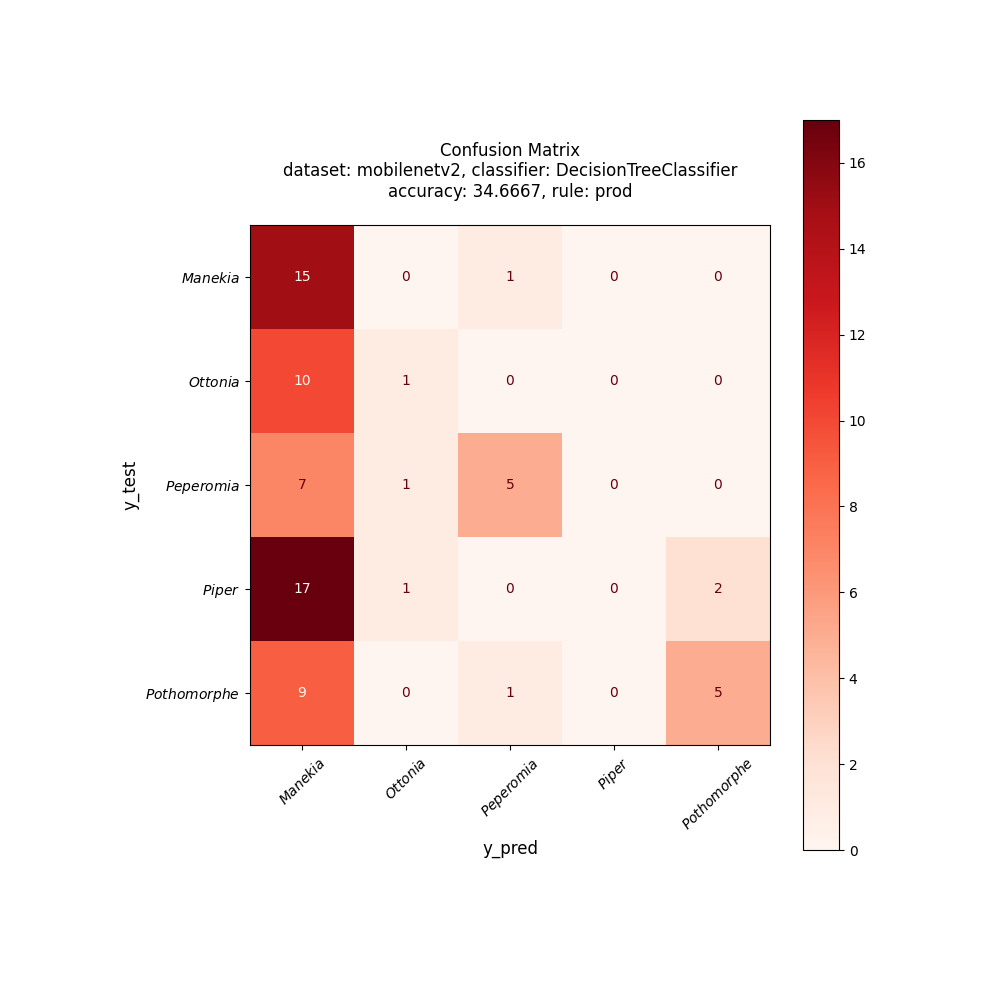 Confusion Matrix
dataset: mobilenetv2, classifier: DecisionTreeClassifier
accuracy: 34.6667, rule: prod
y_test
Manekia 15 0 1 0 0
Ottonia 10 1 0 0 0
Peperomia 7 1 5 0 0
Piper 17 1 0 0 2
Pothomorphe 9 0 1 0 5
Manekia Ottonia Peperomia Piper Pothomorphe
y_pred
16
14
12
10
8
6
4
2
0